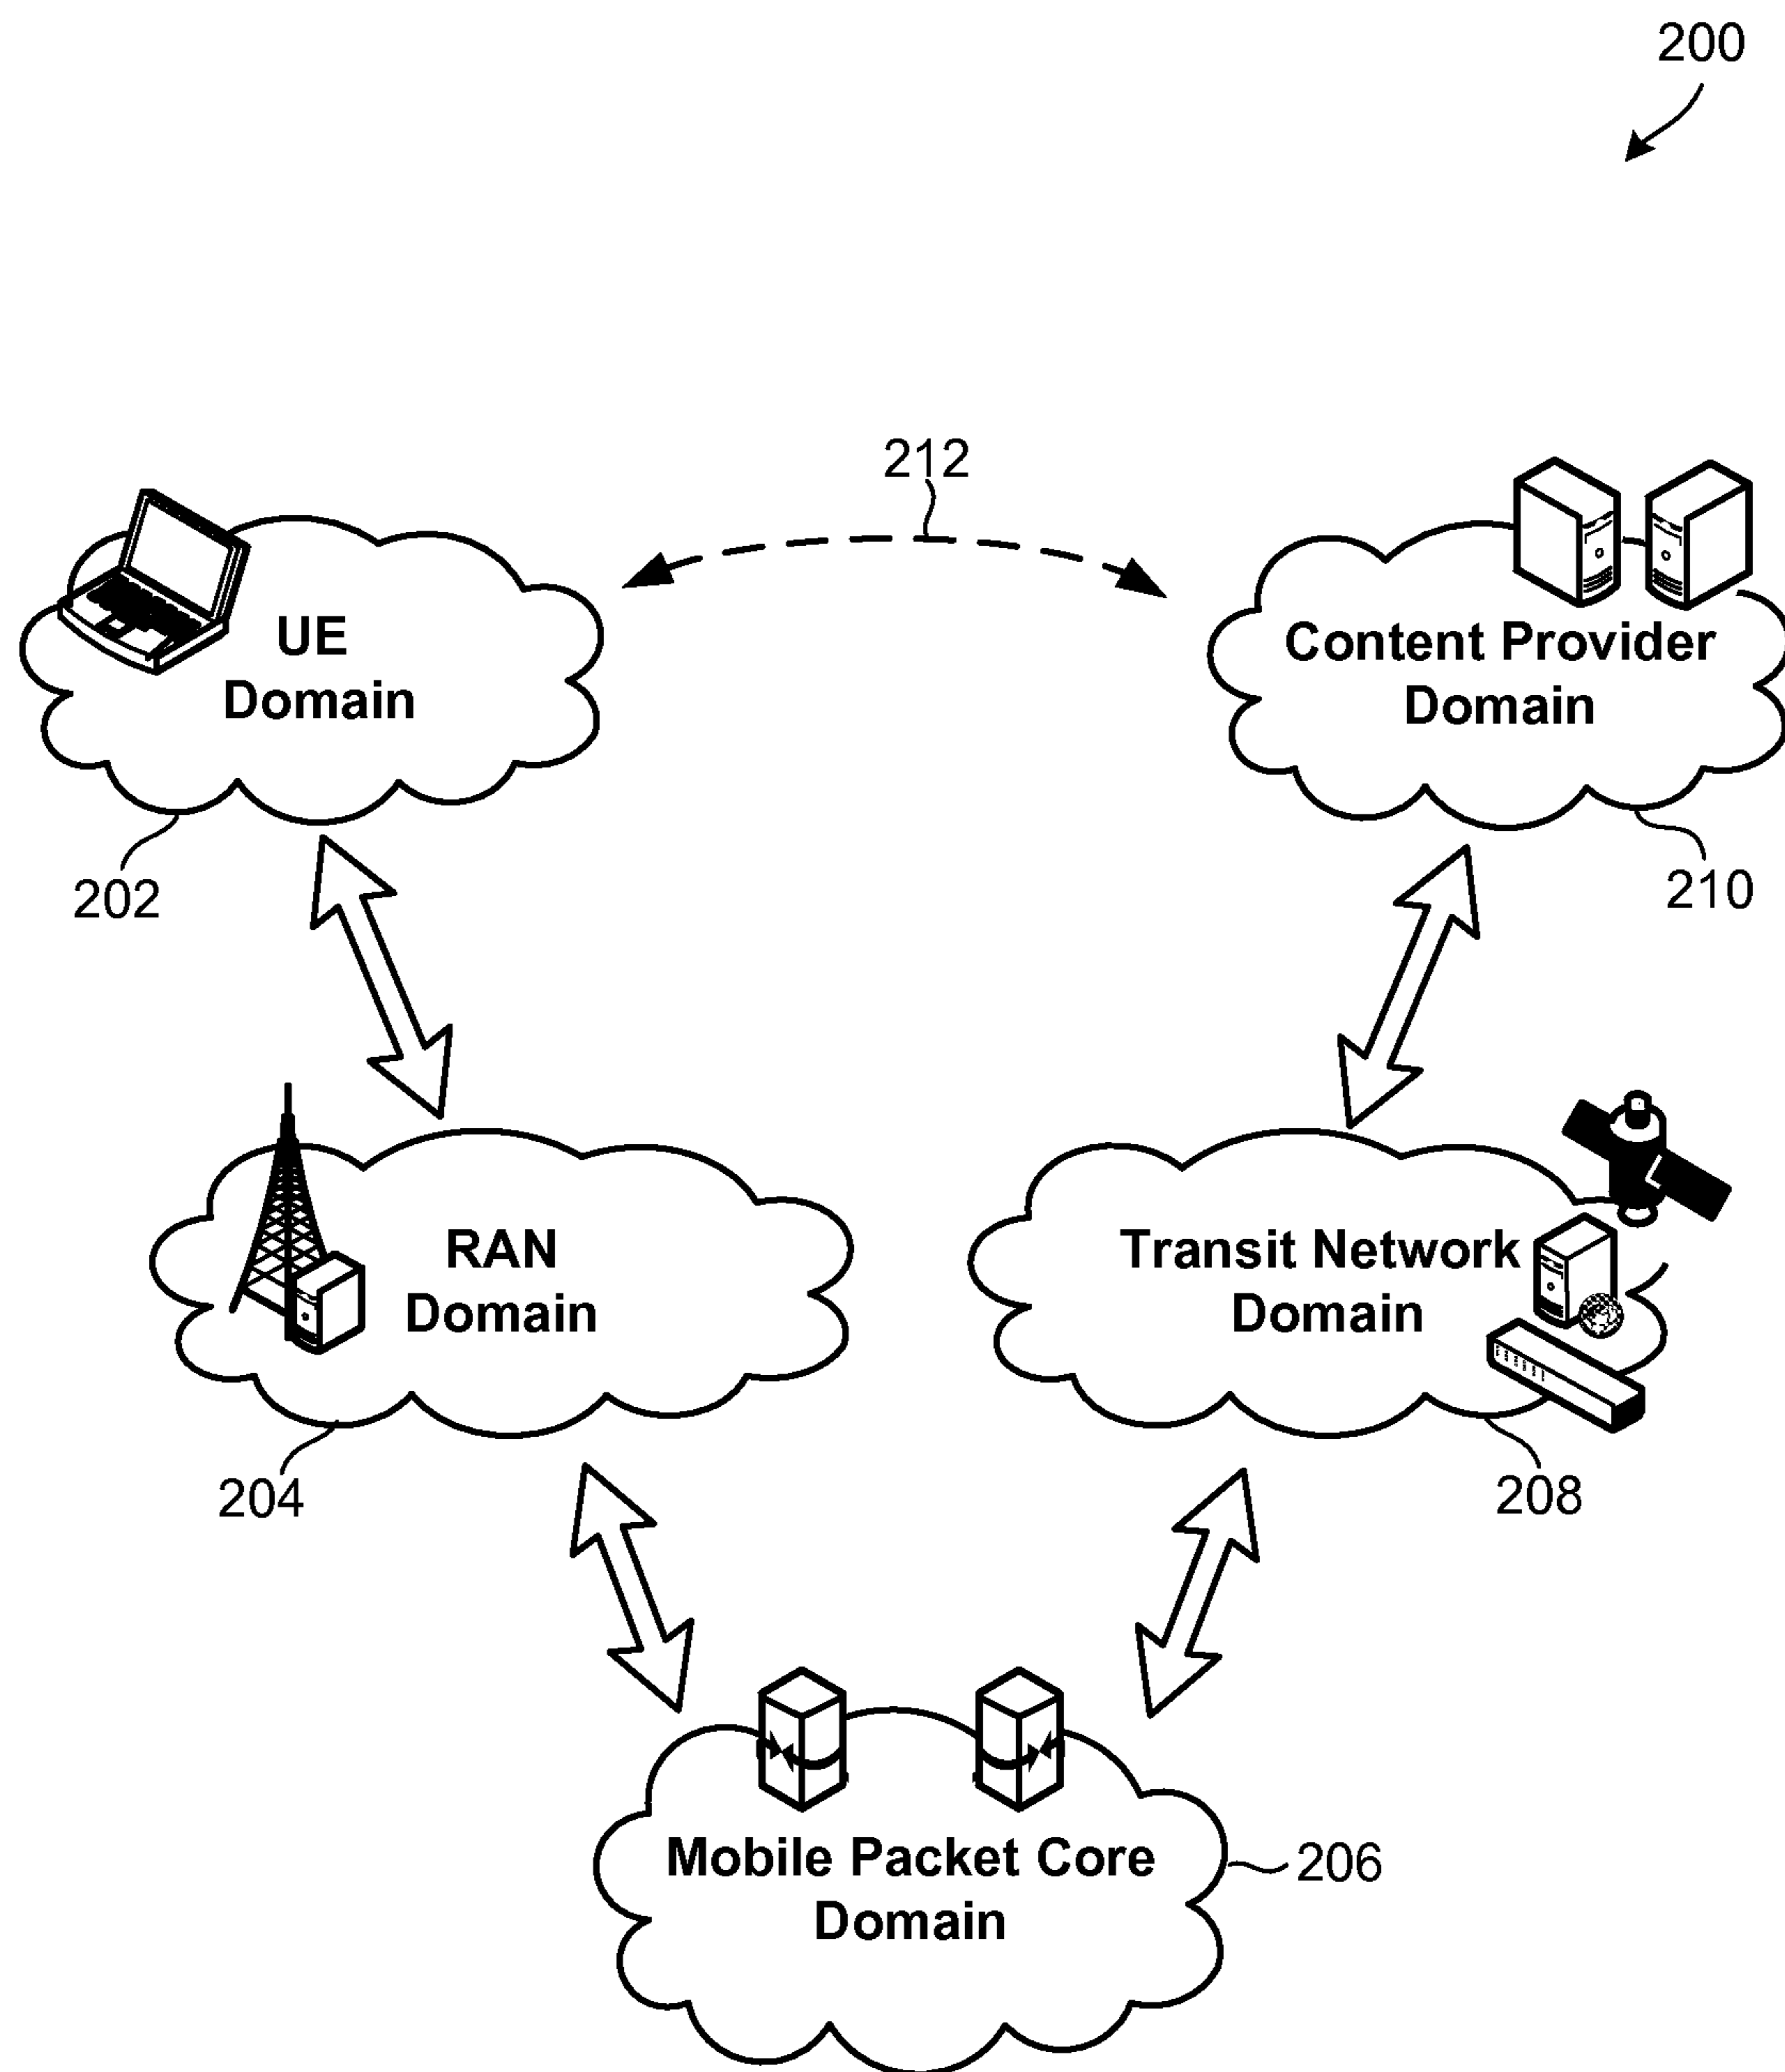 200
212
UE
Domain
Content Provider
Domain
202
210
RAN
Domain
Transit Network
Domain
204
208
Mobile Packet Core
Domain
206